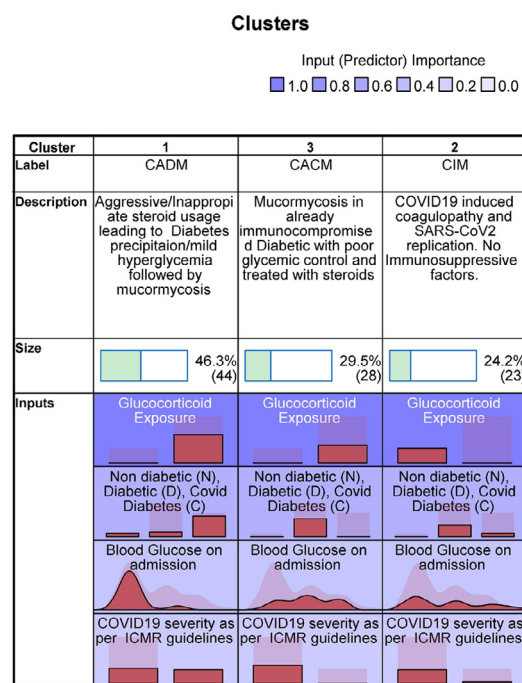 Clusters
Input (Predictor) Importance
1.0 0.8 0.6 0.4 0.2 0.0
Cluster 1 3 2
Label CADM CACM CIM
Description
Aggressive/Inappropi
ate steroid usage
leading to Diabetes
precipitaion/mild
hyperglycemia
followed by
mucormycosis
Mucormycosis in
already
immunocompromise
d Diabetic with poor
glycemic control and
treated with steroids
COVID19 induced
coagulopathy and
SARS-CoV2
replication. No
Immunosuppressive
factors.
Size
46.3%
(44)
29.5%
(28)
24.2%
(23
Inputs
Glucocorticoid
Exposure
Glucocorticoid
Exposure
Glucocorticoid
Exposure
Non diabetic (N),
Diabetic (D), Covid
Diabetes (C)
Non diabetic (N),
Diabetic (D), Covid
Diabetes (C)
Non diabetic (N),
Diabetic (D), Covid
Diabetes (C)
Blood Glucose on
admission
Blood Glucose on
admission
Blood Glucose on
admission
COVID19 severity as
per ICMR guidelines
COVID19 severity as
per ICMR guidelines
COVID19 severity as
per ICMR guidelines